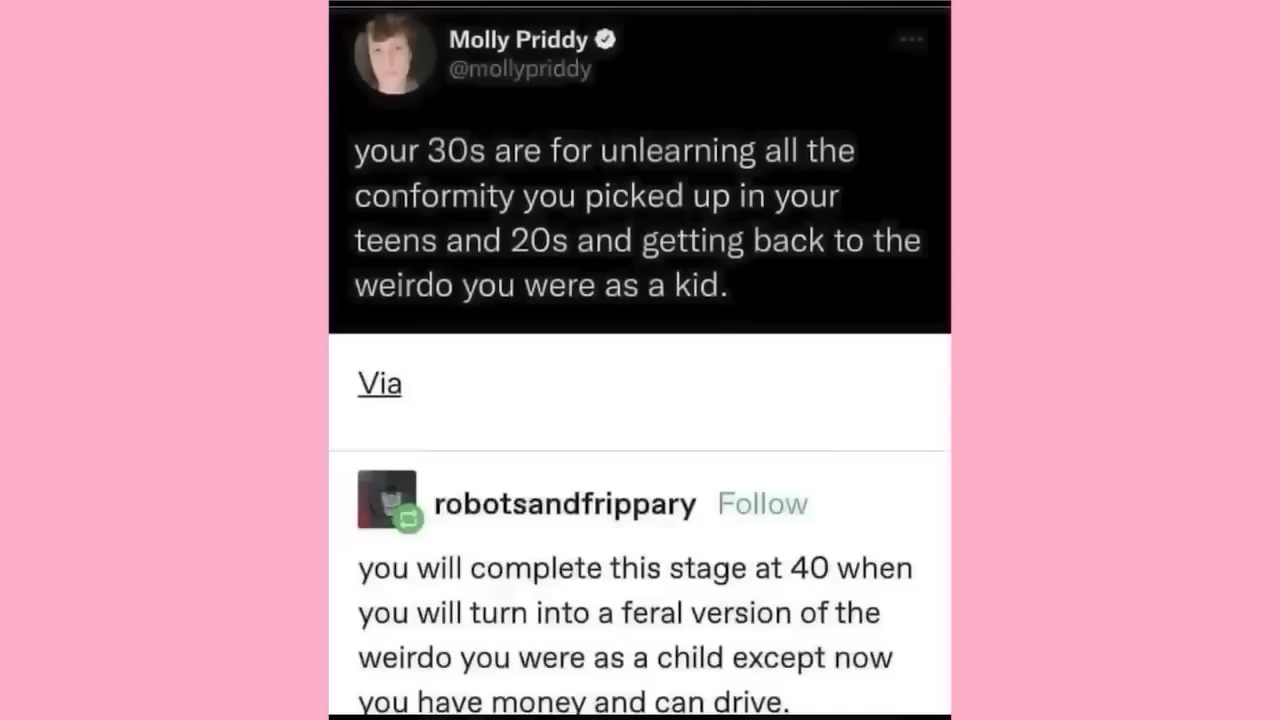 Molly Priddy
@mollypriddy
your 30s are for unlearning all the
conformity you picked up in your
teens and 20s and getting back to the
weirdo you were as a kid.
Via
robotsandfrippary Follow
you will complete this stage at 40 when
you will turn into a feral version of the
weirdo you were as a child except now
you have money and can drive.